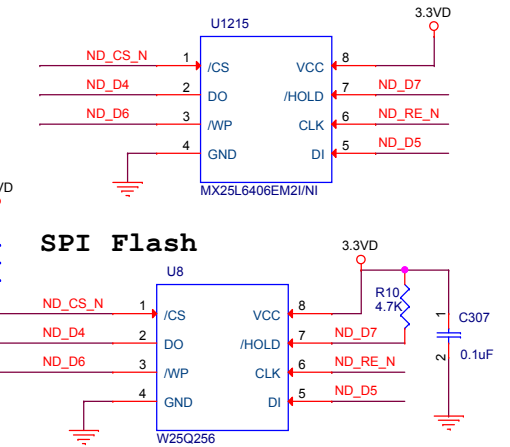 3.3VD
U1215
ND_CS_N 1 /CS VCC 8
ND_D4 2 DO /HOLD 7 ND_D7
ND_D6 3 /WP CLK 6 ND_RE_N
4 GND DI 5 ND_D5
MX25L6406EM2I/NI
VD
SPI Flash
3.3VD
U8
R10
4.7K
ND_CS_N 1 /CS VCC 8
1 C307
ND_D4 2 DO /HOLD 7 ND_D7
2 0.1uF
ND_D6 3 /WP CLK 6 ND_RE_N
4 GND DI 5 ND_D5
W25Q256